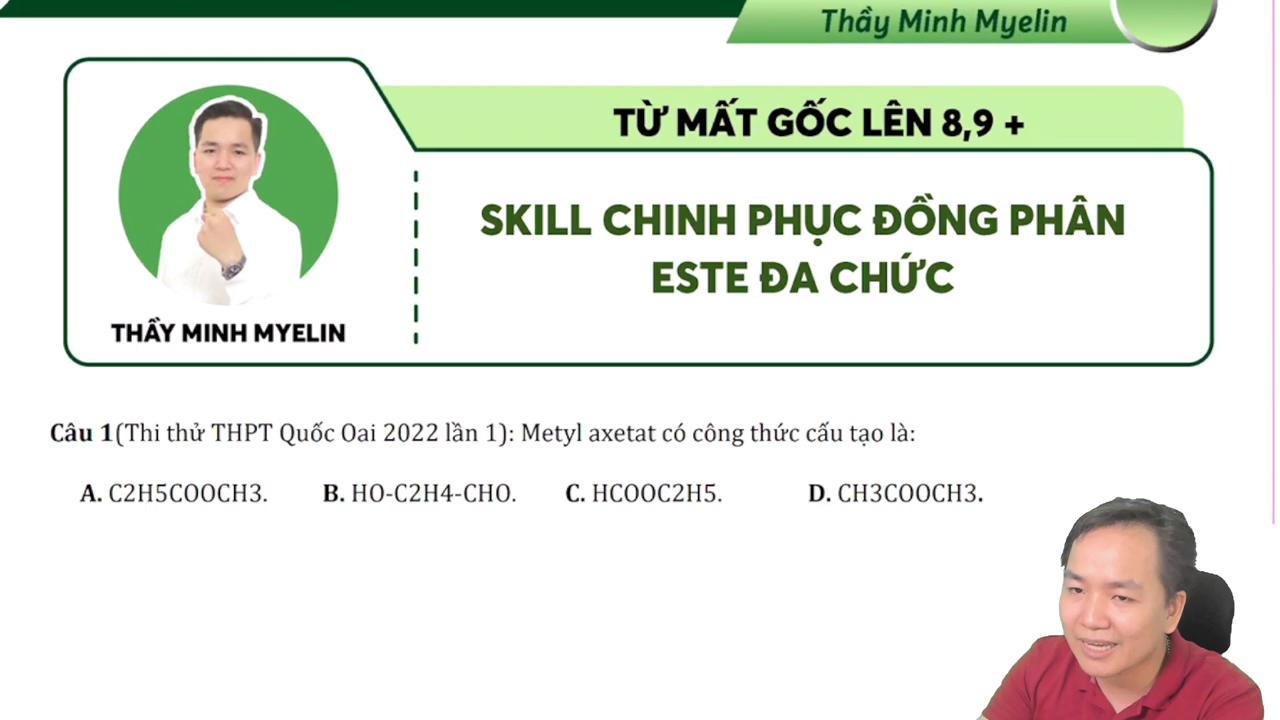 Thầy Minh Myelin
TỪ MẤT GỐC LÊN 8,9 +
SKILL CHINH PHỤC ĐỒNG PHÂN
ESTE ĐA CHỨC
THẦY MINH MYELIN
Câu 1(Thi thử THPT Quốc Oai 2022 lần 1): Metyl axetat có công thức cấu tạo là:
A. C2H5COOCH3. B. HO-C2H4-CHO. C. HCOOC2H5. D. CH3COOCH3.